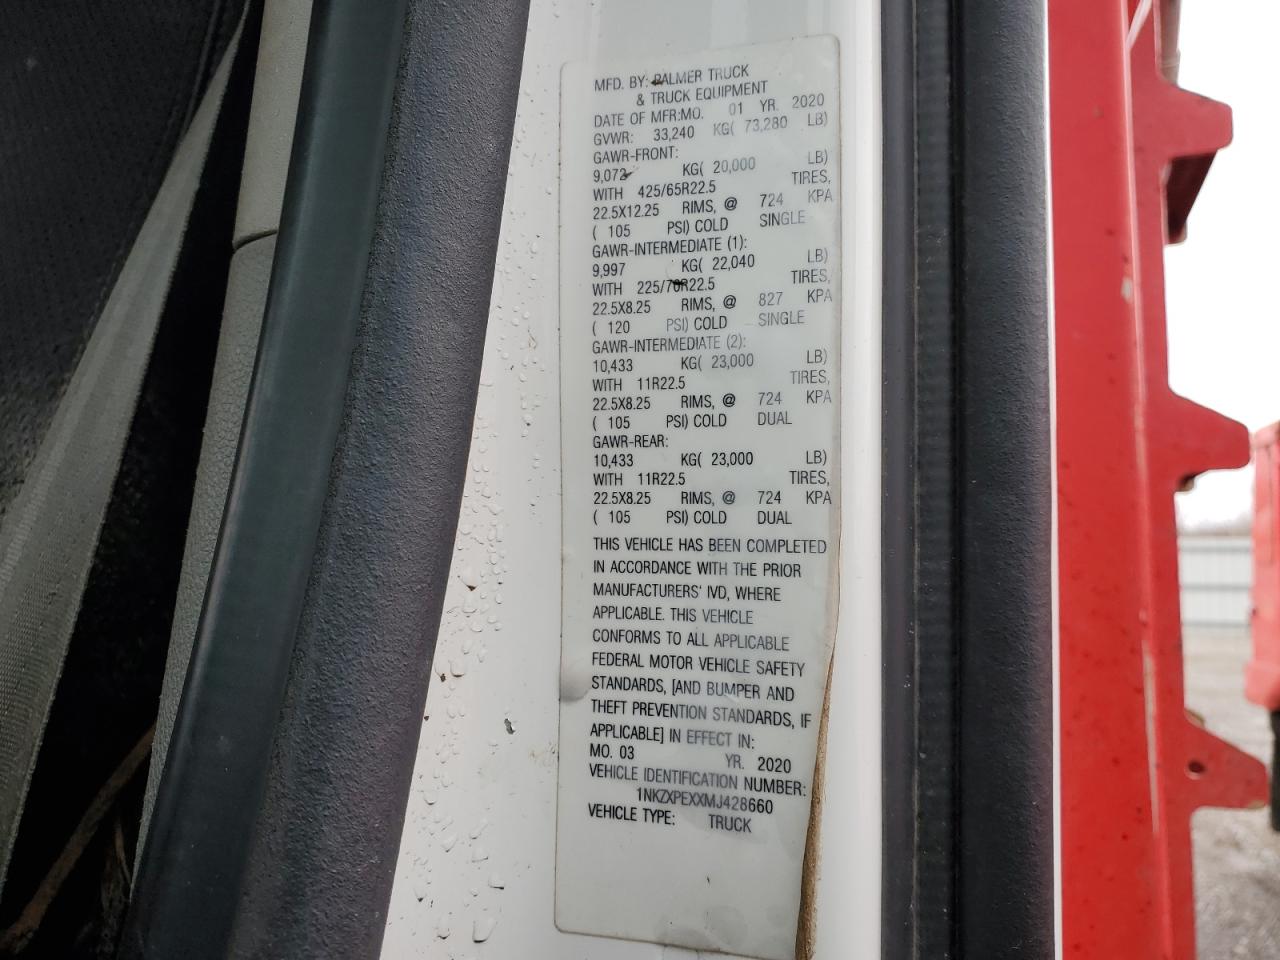 MFD. BY: PALMER TRUCK
& TRUCK EQUIPMENT
DATE OF MFR:MO. 01 YR. 2020
GVWR: 33,240 KG( 73,280 LB)
GAWR-FRONT:
9,072 KG( 20,000 LB)
WITH 425/65R22.5 TIRES,
22.5X12.25 RIMS, @ 724 KPA
( 105 PSI) COLD SINGLE
GAWR-INTERMEDIATE (1):
9,997 KG( 22,040 LB)
WITH 225/70R22.5 TIRES,
22.5X8.25 RIMS, @ 827 KPA
( 120 PSI) COLD SINGLE
GAWR-INTERMEDIATE (2):
10,433 KG( 23,000 LB)
WITH 11R22.5 TIRES,
22.5X8.25 RIMS, @ 724 KPA
( 105 PSI) COLD DUAL
GAWR-REAR:
10,433 KG( 23,000 LB)
WITH 11R22.5 TIRES,
22.5X8.25 RIMS, @ 724 KPA
( 105 PSI) COLD DUAL
THIS VEHICLE HAS BEEN COMPLETED
IN ACCORDANCE WITH THE PRIOR
MANUFACTURERS' IVD, WHERE
APPLICABLE. THIS VEHICLE
CONFORMS TO ALL APPLICABLE
FEDERAL MOTOR VEHICLE SAFETY
STANDARDS, [AND BUMPER AND
THEFT PREVENTION STANDARDS, IF
APPLICABLE] IN EFFECT IN:
MO. 03 YR. 2020
VEHICLE IDENTIFICATION NUMBER:
1NKZXPEXXMJ428660
VEHICLE TYPE: TRUCK